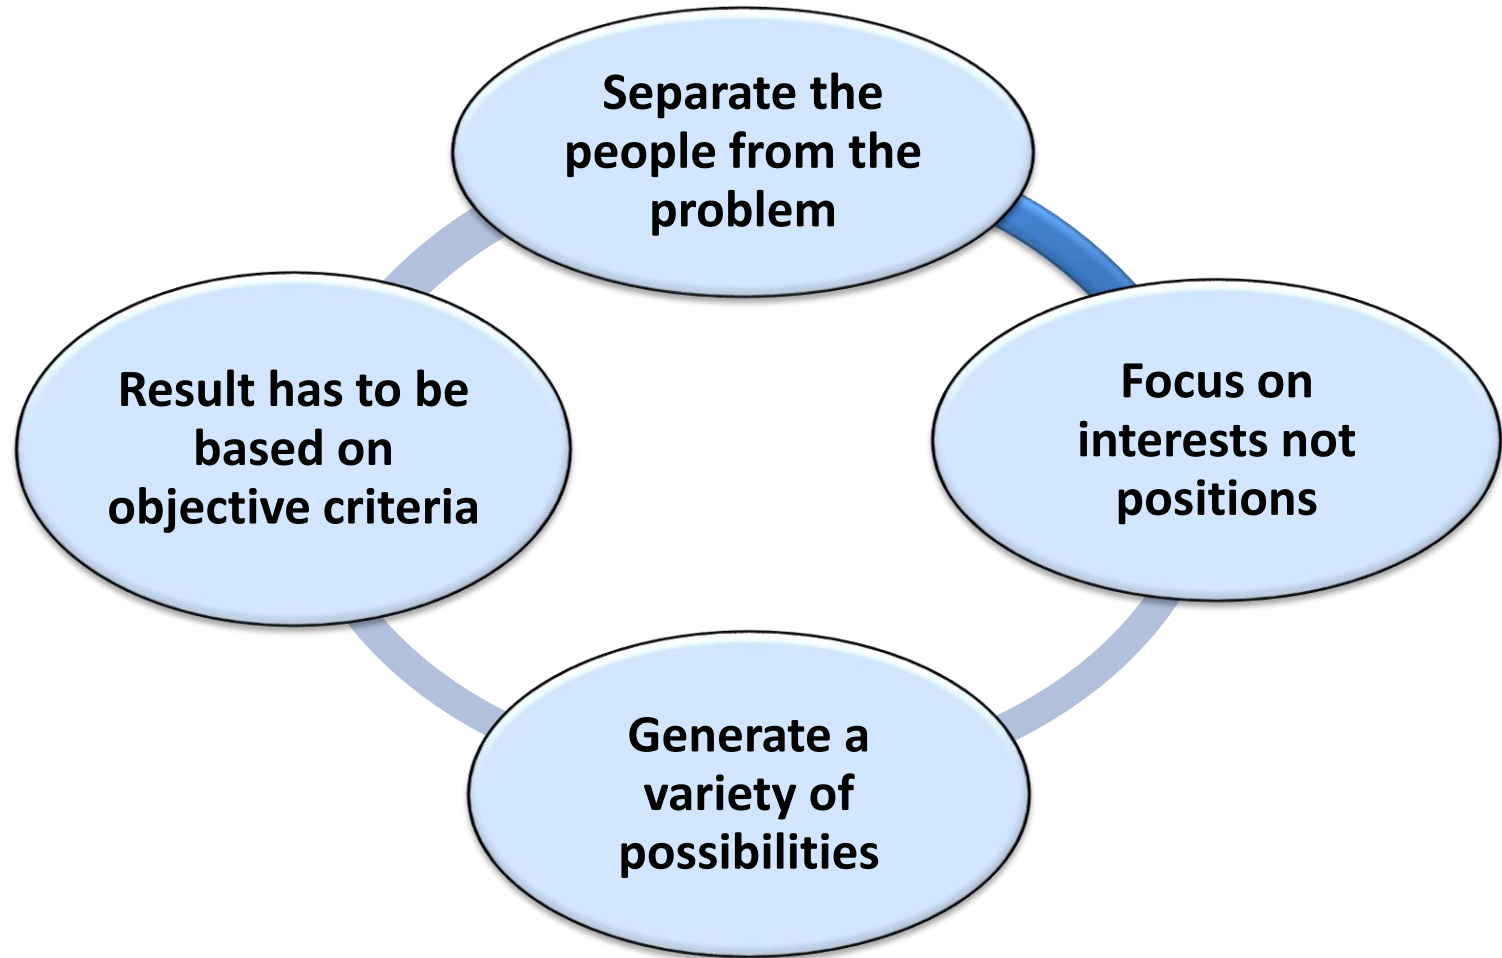 Separate the
people from the
problem
Focus on
interests not
positions
Generate a
variety of
possibilities
Result has to be
based on
objective criteria